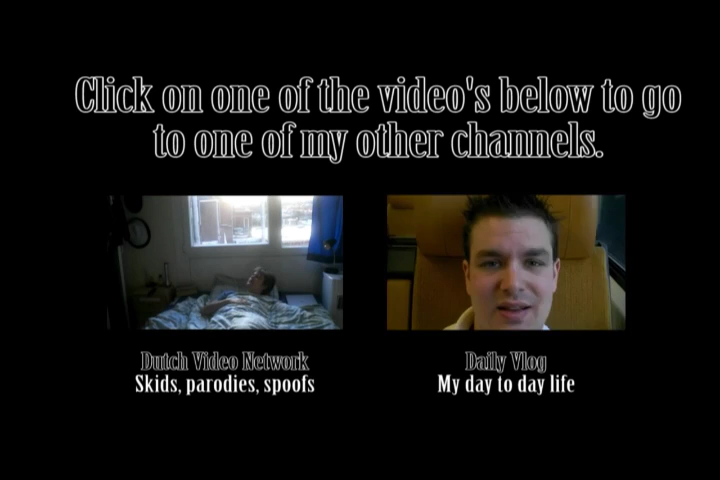 Click on one of the video's below to go
to one of my other channels.
Dutch Video Network
Skids, parodies, spoofs
Daily Vlog
My day to day life